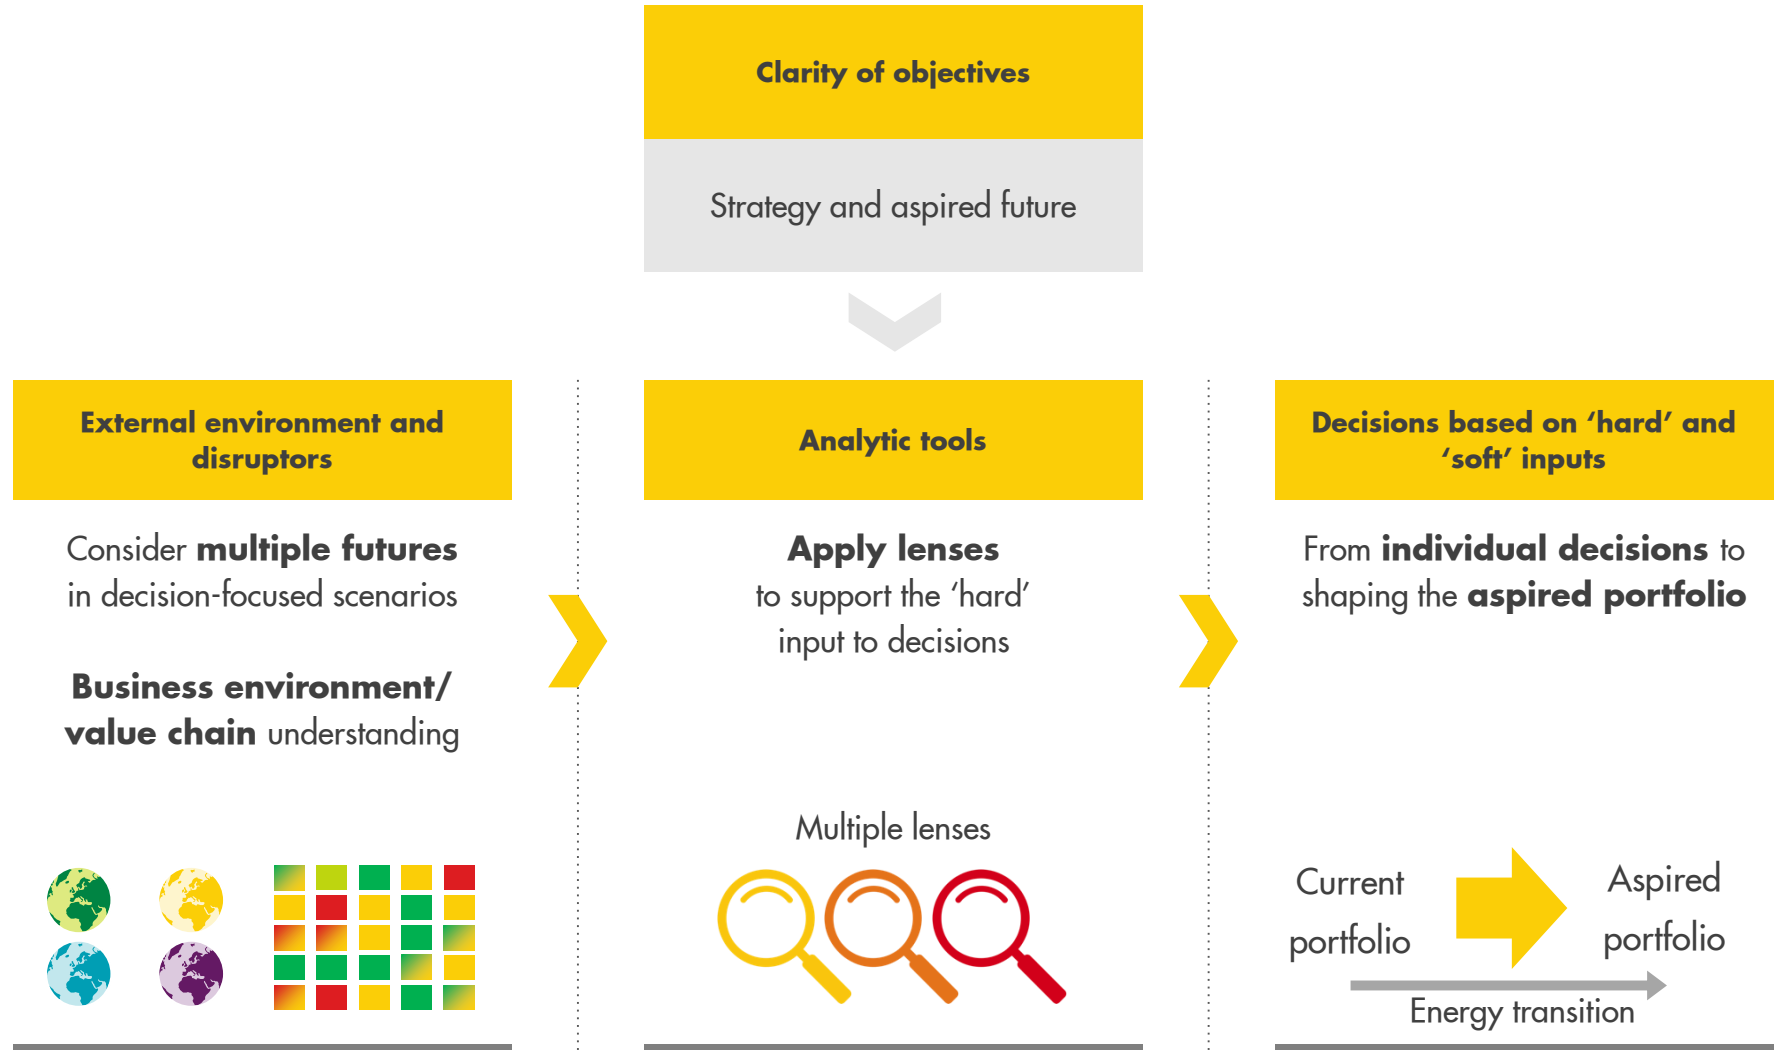 Clarity of objectives
Strategy and aspired future
External environment and
disruptors
Consider multiple futures
in decision-focused scenarios
Business environment/
value chain understanding
Analytic tools
Apply lenses
to support the ‘hard’
input to decisions
Multiple lenses
Decisions based on ‘hard’ and
‘soft’ inputs
From individual decisions to
shaping the aspired portfolio
Current
portfolio
Aspired
portfolio
Energy transition